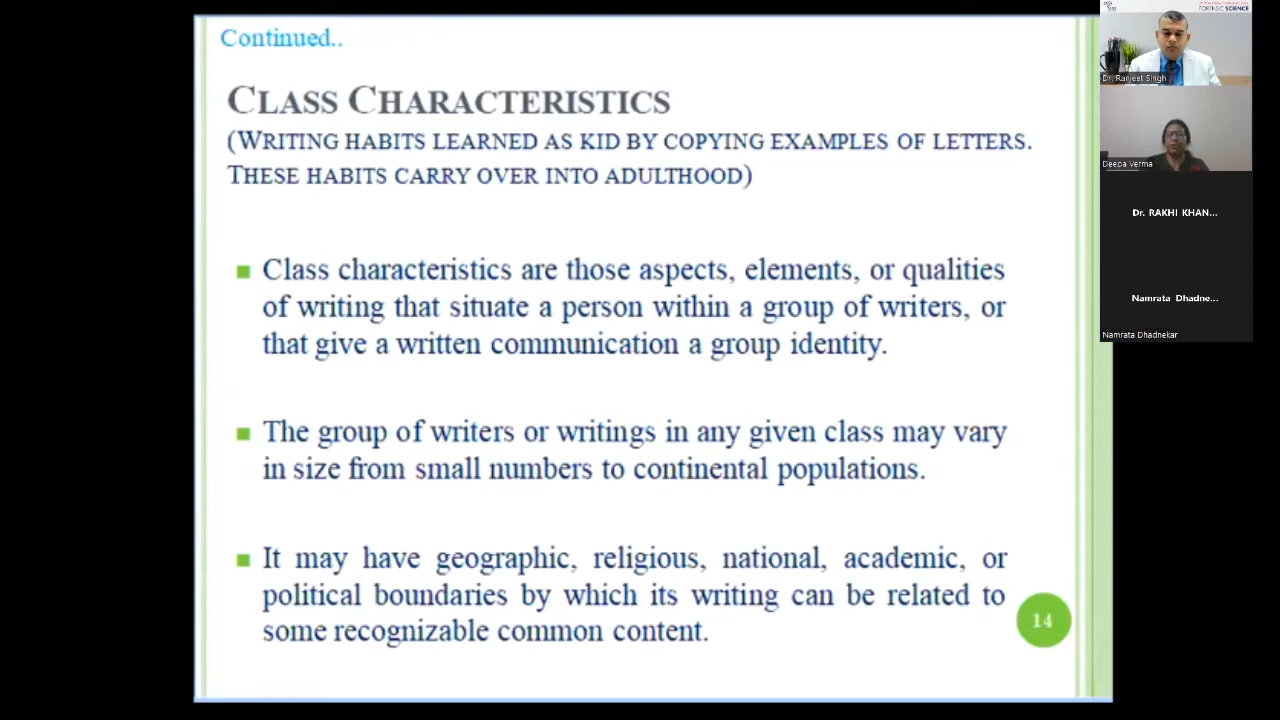 Continued..
CLASS CHARACTERISTICS
(WRITING HABITS LEARNED AS KID BY COPYING EXAMPLES OF LETTERS.
THESE HABITS CARRY OVER INTO ADULTHOOD)
Class characteristics are those aspects, elements, or qualities
of writing that situate a person within a group of writers, or
that give a written communication a group identity.
The group of writers or writings in any given class may vary
in size from small numbers to continental populations.
It may have geographic, religious, national, academic, or
political boundaries by which its writing can be related to
some recognizable common content.
14
FORENSIC SCIENCE
Dr. Ranjeet Singh
Deepa Verma
Dr. RAKHI KHAN...
Namrata Dhadne...
Namrata Dhadnekar